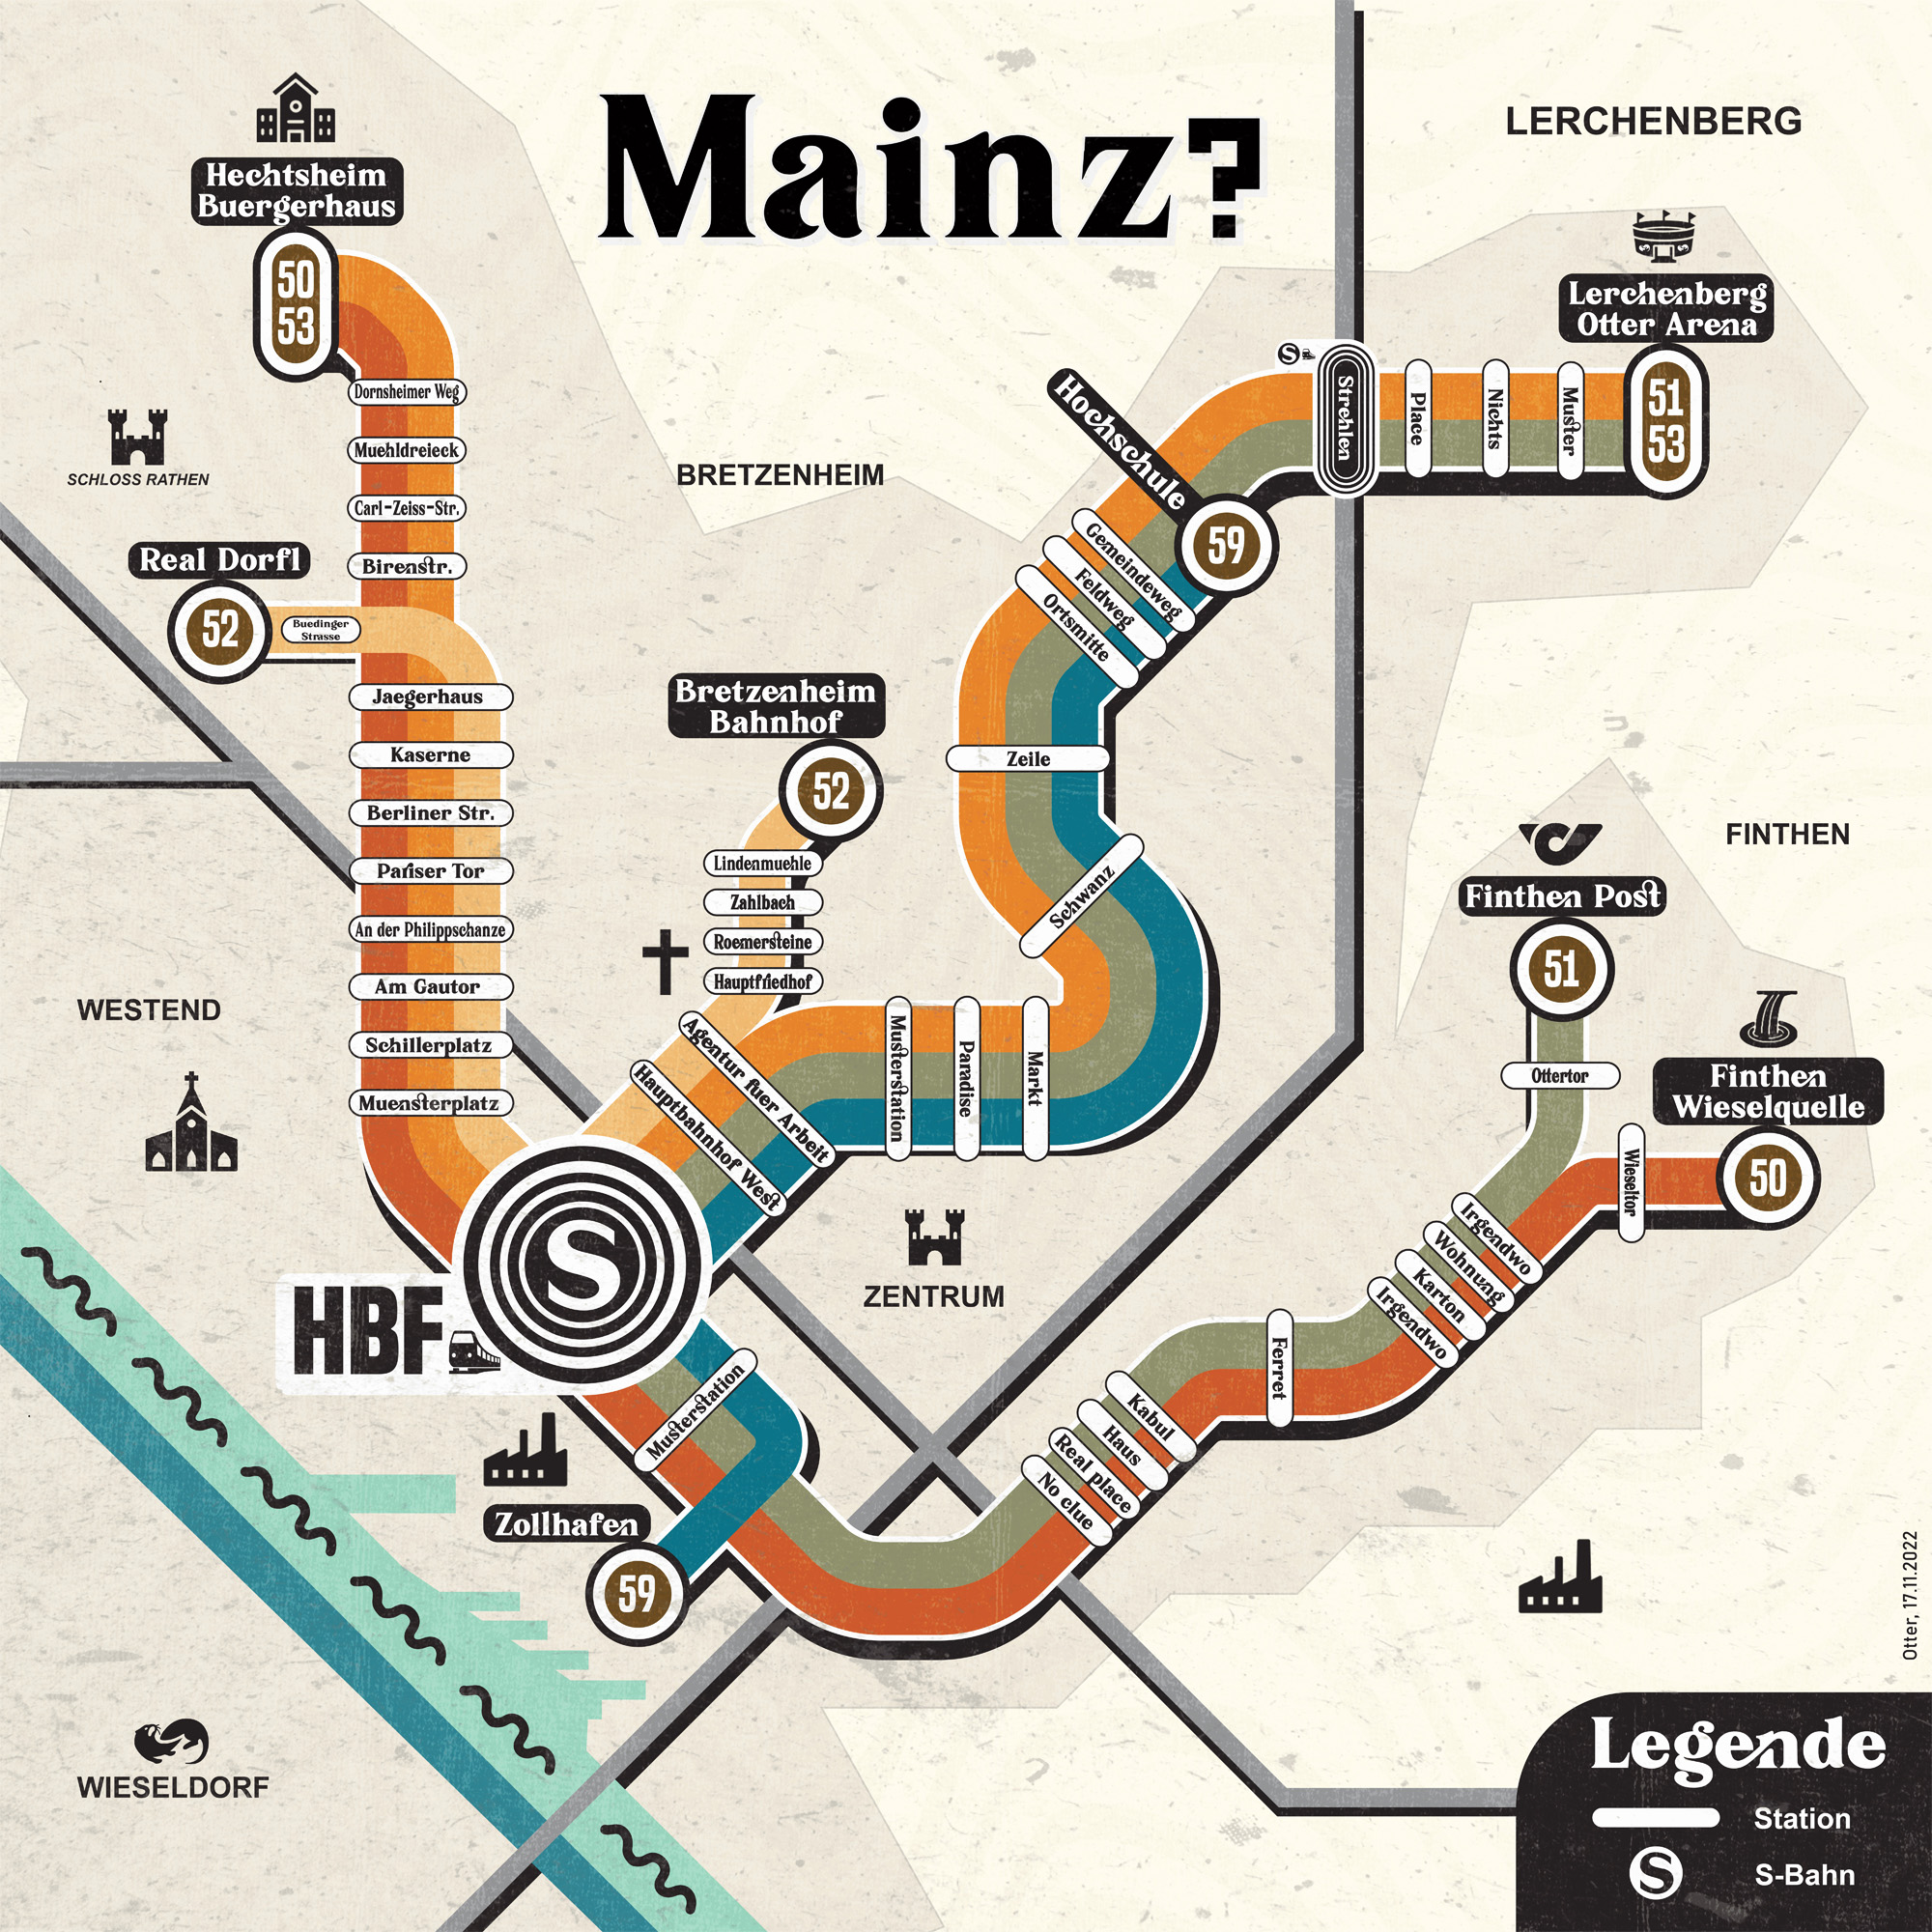 Mainz?
LERCHENBERG
Hechtsheim
Buergerhaus
50
53
Dornsheimer Weg
Muehldreieck
Carl-Zeiss-Str.
Birenstr.
SCHLOSS RATHEN
Real Dorfl
52
Buedinger
Strasse
Jaegerhaus
Kaserne
Berliner Str.
Pariser Tor
An der Philippschanze
Am Gautor
Schillerplatz
Muensterplatz
WESTEND
BRETZENHEIM
Bretzenheim
Bahnhof
52
Lindenmuehle
Zahlbach
Roemersteine
Hauptfriedhof
Agentur fuer Arbeit
Hauptbahnhof West
Musterstation
Paradise
Markt
Schwanz
Zeile
Ortsmitte
Feldweg
Gemeindeweg
Hochschule
59
S
Strehlen
Place
Nichts
Muster
Lerchenberg
Otter Arena
51
53
FINTHEN
Finthen Post
51
Ottertor
Finthen
Wieselquelle
50
Wieseltor
Irgendwo
Wohnung
Karton
Irgendwo
Ferret
Kabul
Haus
Real place
No clue
ZENTRUM
S
HBF
Musterstation
Zollhafen
59
WIESELDORF
Otter, 17.11.2022
Legende
Station
S
S-Bahn